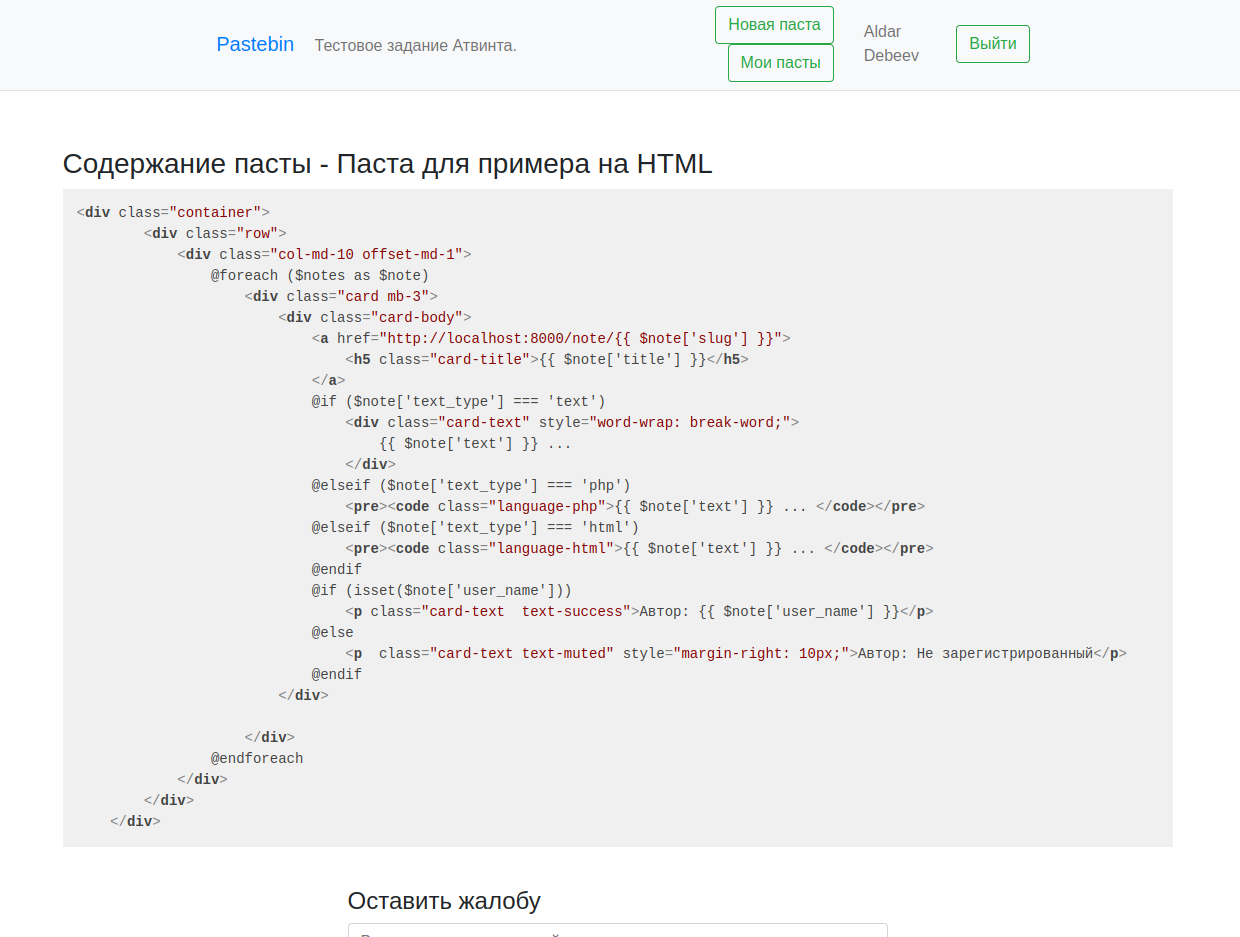 Pastebin Тестовое задание Атвинта. Новая паста Aldar Выйти
Мои пасты Debeev
Содержание пасты - Паста для примера на HTML
<div class="container">
        <div class="row">
            <div class="col-md-10 offset-md-1">
                @foreach ($notes as $note)
                    <div class="card mb-3">
                        <div class="card-body">
                            <a href="http://localhost:8000/note/{{ $note['slug'] }}">
                                <h5 class="card-title">{{ $note['title'] }}</h5>
                            </a>
                            @if ($note['text_type'] === 'text')
                                <div class="card-text" style="word-wrap: break-word;">
                                    {{ $note['text'] }} ...
                                </div>
                            @elseif ($note['text_type'] === 'php')
                                <pre><code class="language-php">{{ $note['text'] }} ... </code></pre>
                            @elseif ($note['text_type'] === 'html')
                                <pre><code class="language-html">{{ $note['text'] }} ... </code></pre>
                            @endif
                            @if (isset($note['user_name']))
                                <p class="card-text  text-success">Автор: {{ $note['user_name'] }}</p>
                            @else
                                <p  class="card-text text-muted" style="margin-right: 10px;">Автор: Не зарегистрированный</p>
                            @endif
                        </div>

                    </div>
                @endforeach
            </div>
        </div>
    </div>
Оставить жалобу